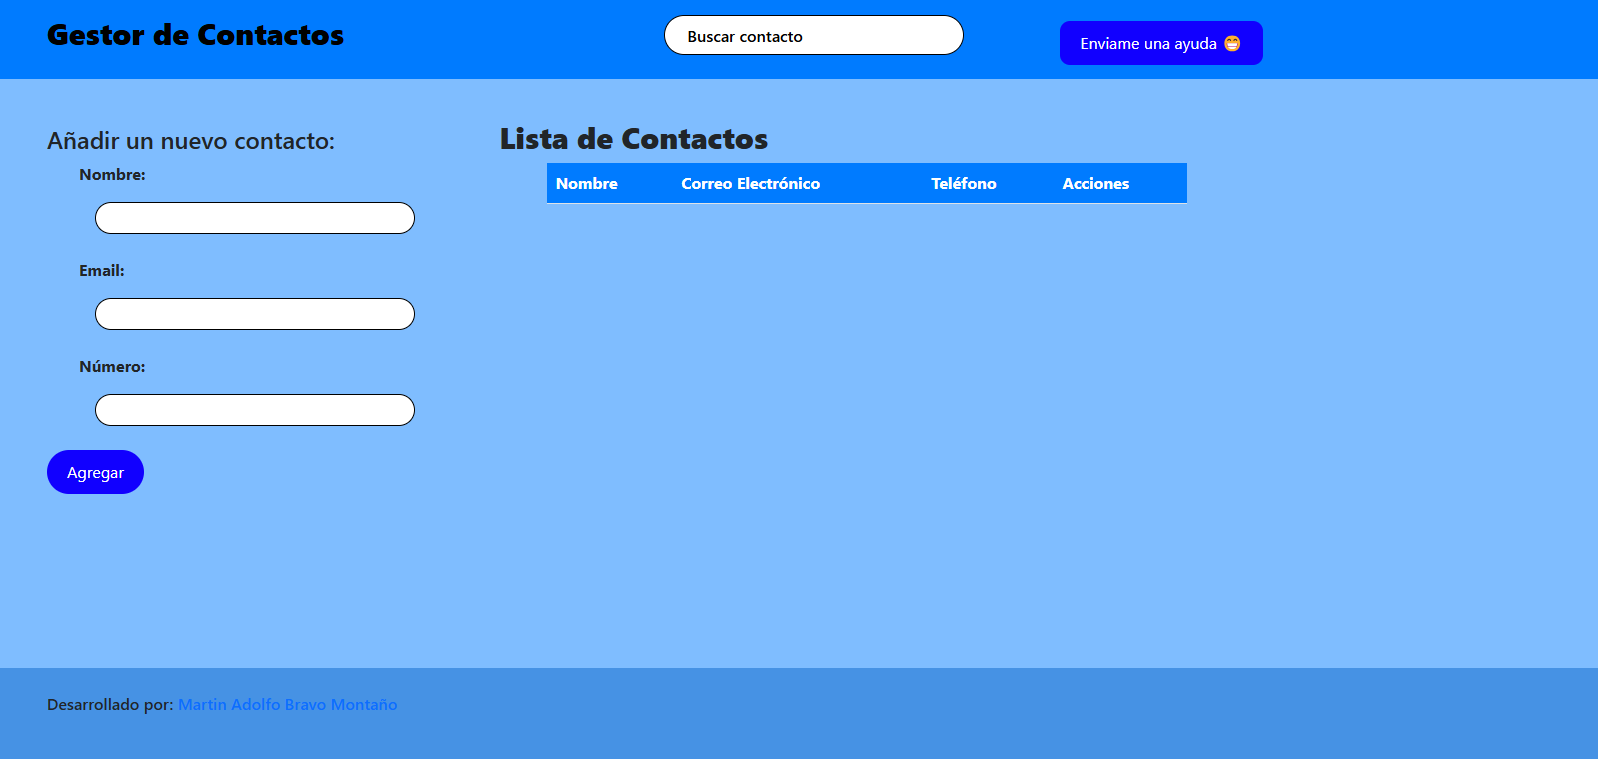 Gestor de Contactos
Buscar contacto
Enviame una ayuda 😁
Añadir un nuevo contacto:
Nombre:
Email:
Número:
Agregar
Lista de Contactos
Nombre Correo Electrónico Teléfono Acciones
Desarrollado por: Martin Adolfo Bravo Montaño